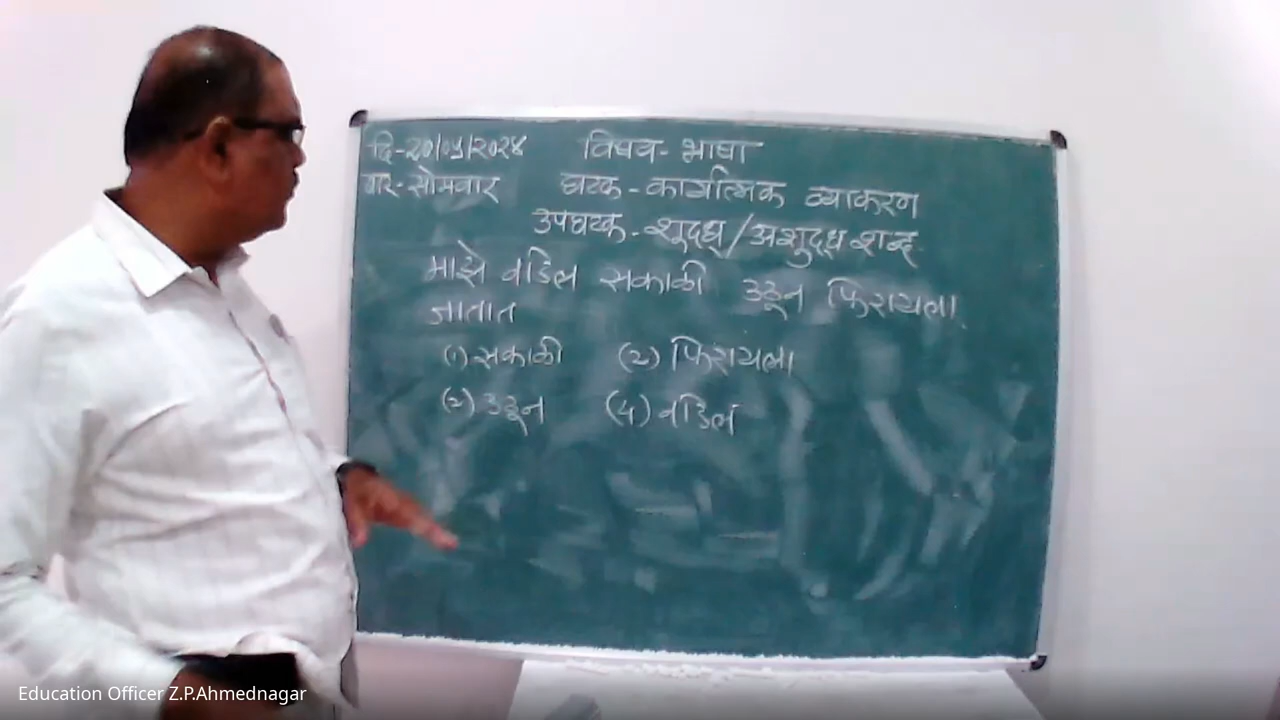 दि-२०/०५/२०२४ विषय-भाषा
वार-सोमवार घटक-कार्यात्मक व्याकरण
उपघटक-शुद्ध/अशुद्ध शब्द.
माझे वडिल सकाळी उठून फिरायला
जातात
(१) सकाळी (२) फिरायला
(३) उठून (४) वडिल
Education Officer Z.P.Ahmednagar